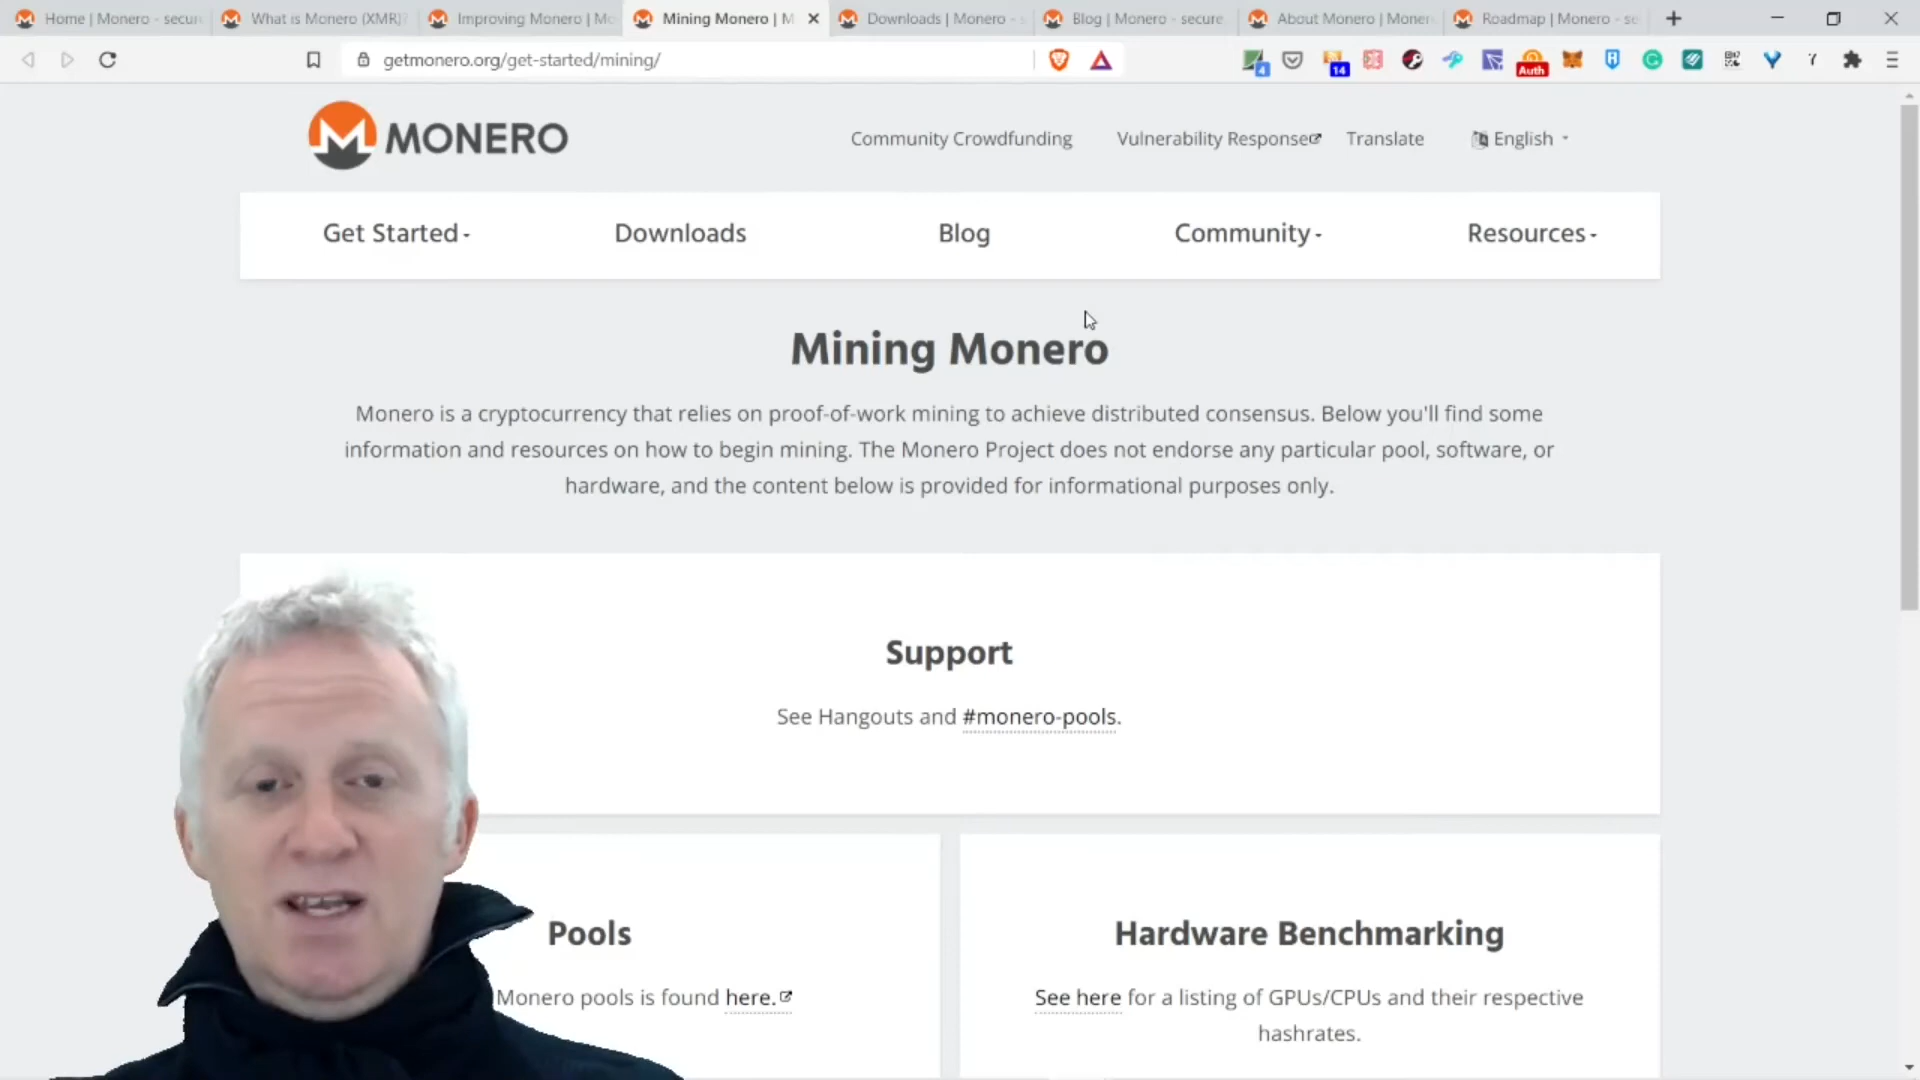 Home | Monero - secur
What is Monero (XMR)?
Improving Monero | Mo
Mining Monero | M
Downloads | Monero - s
Blog | Monero - secure
About Monero | Moner
Roadmap | Monero - se
getmonero.org/get-started/mining/
4
14
Auth
MONERO
Community Crowdfunding
Vulnerability Response
Translate
English
Get Started
Downloads
Blog
Community
Resources
Mining Monero
Monero is a cryptocurrency that relies on proof-of-work mining to achieve distributed consensus. Below you'll find some
information and resources on how to begin mining. The Monero Project does not endorse any particular pool, software, or
hardware, and the content below is provided for informational purposes only.
Support
See Hangouts and #monero-pools.
Pools
Monero pools is found here.
Hardware Benchmarking
See here for a listing of GPUs/CPUs and their respective
hashrates.